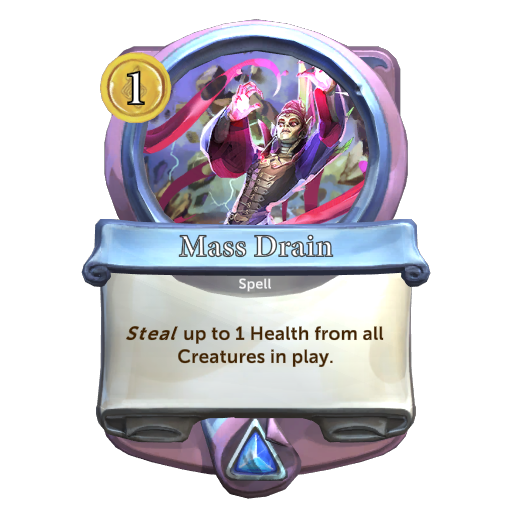 1
Mass Drain
Spell
Steal up to 1 Health from all
Creatures in play.